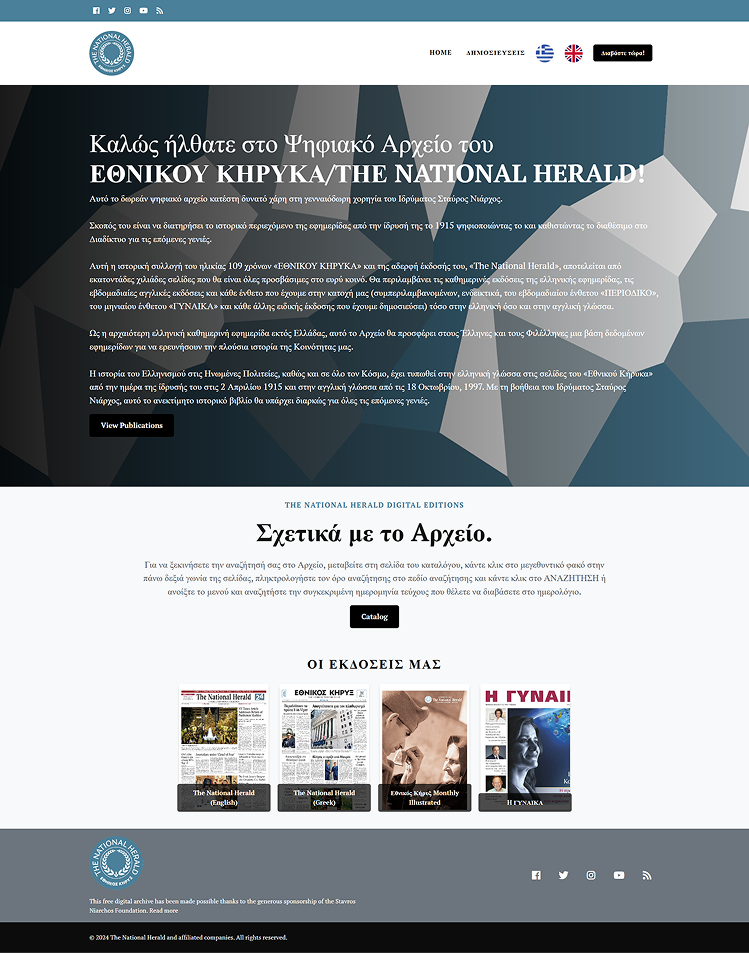 THE NATIONAL HERALD
ΕΘΝΙΚΟΣ ΚΗΡΥΞ
HOME
ΔΗΜΟΣΙΕΥΣΕΙΣ
Διαβάστε τώρα!
Καλώς ήλθατε στο Ψηφιακό Αρχείο του
ΕΘΝΙΚΟΥ ΚΗΡΥΚΑ/THE NATIONAL HERALD!
Αυτό το δωρεάν ψηφιακό αρχείο κατέστη δυνατό χάρη στη γενναιόδωρη χορηγία του Ιδρύματος Σταύρος Νιάρχος.
Σκοπός του είναι να διατηρήσει το ιστορικό περιεχόμενο της εφημερίδας από την ίδρυσή της το 1915 ψηφιοποιώντας το και καθιστώντας το διαθέσιμο στο
Διαδίκτυο για τις επόμενες γενιές.
Αυτή η ιστορική συλλογή του ηλικίας 109 χρόνων «ΕΘΝΙΚΟΥ ΚΗΡΥΚΑ» και της αδερφή έκδοσής του, «The National Herald», αποτελείται από
εκατοντάδες χιλιάδες σελίδες που θα είναι όλες προσβάσιμες στο ευρύ κοινό. Θα περιλαμβάνει τις καθημερινές εκδόσεις της ελληνικής εφημερίδας, τις
εβδομαδιαίες αγγλικές εκδόσεις και κάθε ένθετο που έχουμε στην κατοχή μας (συμπεριλαμβανομένων, ενδεικτικά, του εβδομαδιαίου ένθετου «ΠΕΡΙΟΔΙΚΟ»,
του μηνιαίου ένθετου «ΓΥΝΑΙΚΑ» και κάθε άλλης ειδικής έκδοσης που έχουμε δημοσιεύσει) τόσο στην ελληνική όσο και στην αγγλική γλώσσα.
Ως η αρχαιότερη ελληνική καθημερινή εφημερίδα εκτός Ελλάδας, αυτό το Αρχείο θα προσφέρει στους Έλληνες και τους Φιλέλληνες μια βάση δεδομένων
εφημερίδων για να ερευνήσουν την πλούσια ιστορία της Κοινότητας μας.
Η ιστορία του Ελληνισμού στις Ηνωμένες Πολιτείες, καθώς και σε όλο τον Κόσμο, έχει τυπωθεί στην ελληνική γλώσσα στις σελίδες του «Εθνικού Κήρυκα»
από την ημέρα της ίδρυσής του στις 2 Απριλίου 1915 και στην αγγλική γλώσσα από τις 18 Οκτωβρίου, 1997. Με τη βοήθεια του Ιδρύματος Σταύρος
Νιάρχος, αυτό το ανεκτίμητο ιστορικό βιβλίο θα υπάρχει διαρκώς για όλες τις επόμενες γενιές.
View Publications
THE NATIONAL HERALD DIGITAL EDITIONS
Σχετικά με το Αρχείο.
Για να ξεκινήσετε την αναζήτησή σας στο Αρχείο, μεταβείτε στη σελίδα του καταλόγου, κάντε κλικ στο μεγεθυντικό φακό στην
πάνω δεξιά γωνία της σελίδας, πληκτρολογήστε τον όρο αναζήτησης στο πεδίο αναζήτησης και κάντε κλικ στο ΑΝΑΖΗΤΗΣΗ ή
ανοίξτε το μενού και αναζητήστε την συγκεκριμένη ημερομηνία τεύχους που θέλετε να διαβάσετε στο ημερολόγιο.
Catalog
ΟΙ ΕΚΔΟΣΕΙΣ ΜΑΣ
The National Herald
ΕΘΝΙΚΟΣ ΚΗΡΥΞ
The National Herald
Η ΓΥΝΑΙΚ
The National Herald
(English)
The National Herald
(Greek)
Εθνικός Κήρυξ Monthly
Illustrated
Η ΓΥΝΑΙΚΑ
THE NATIONAL HERALD
ΕΘΝΙΚΟΣ ΚΗΡΥΞ
This free digital archive has been made possible thanks to the generous sponsorship of the Stavros
Niarchos Foundation. Read more
© 2024 The National Herald and affiliated companies. All rights reserved.